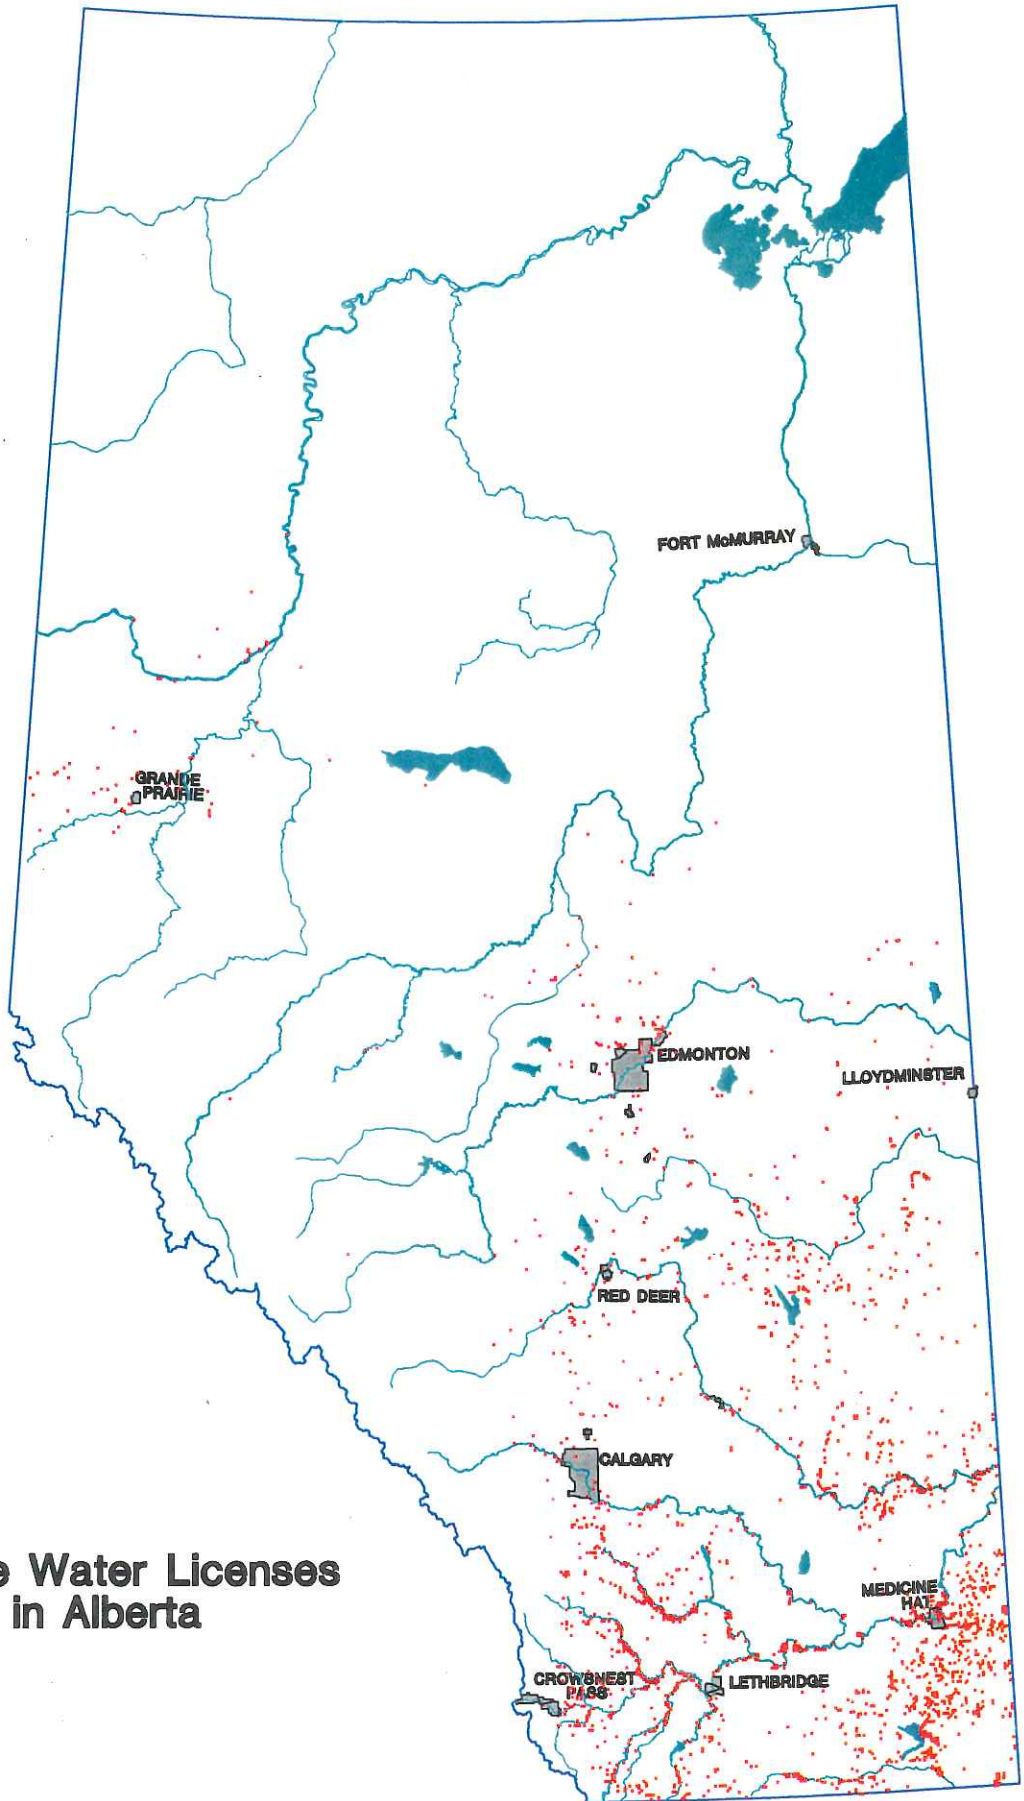 FORT McMURRAY
GRANDE
PRAIRIE
EDMONTON
LLOYDMINSTER
RED DEER
CALGARY
e Water Licenses
in Alberta
MEDICINE
HAT
CROWSNEST
PASS
LETHBRIDGE